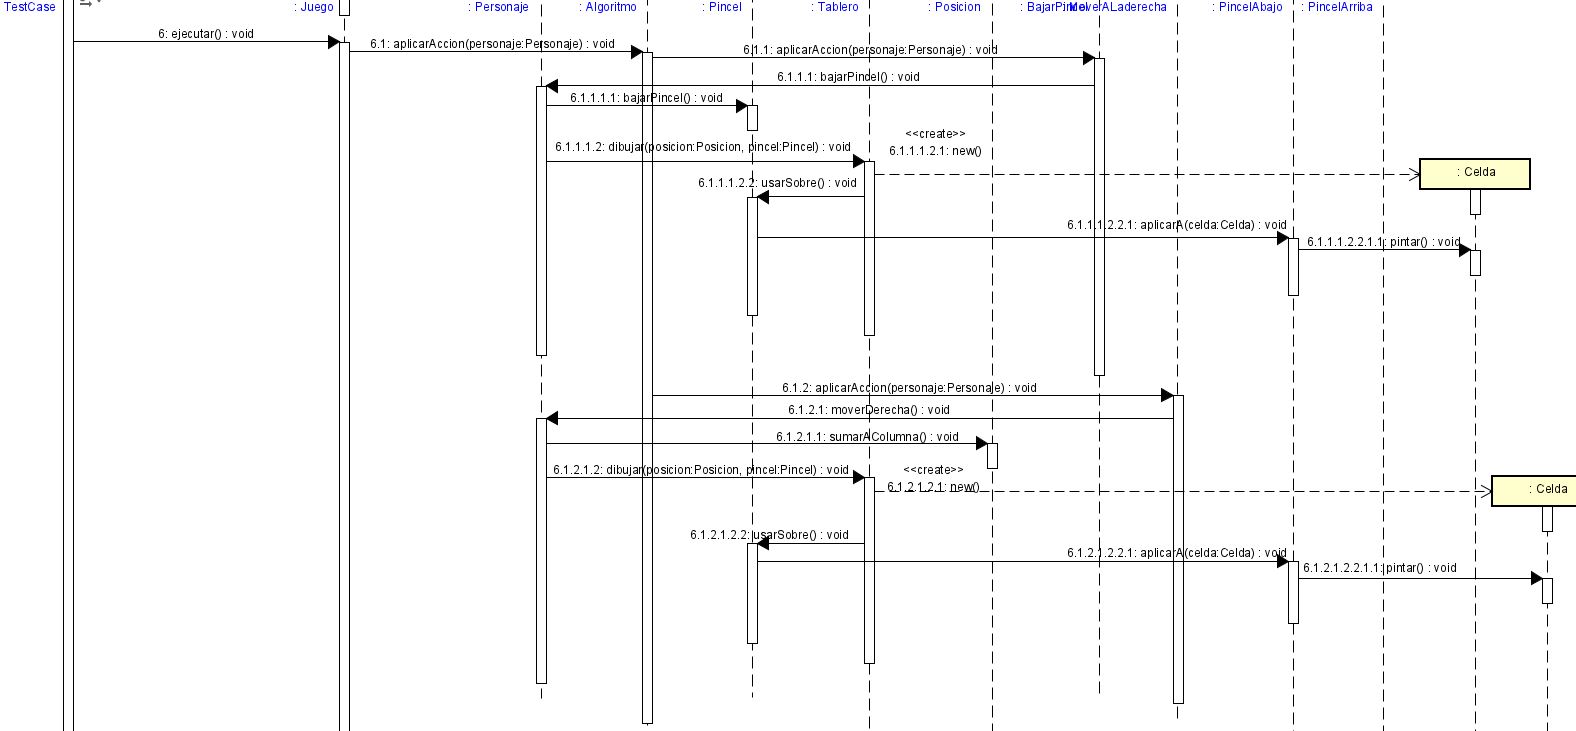 TestCase
: Juego
: Personaje
: Algoritmo
: Pincel
: Tablero
: Posicion
: BajarPincel
: MoverALaderecha
: PincelAbajo
: PincelArriba
6: ejecutar() : void
6.1: aplicarAccion(personaje:Personaje) : void
6.1.1: aplicarAccion(personaje:Personaje) : void
6.1.1.1: bajarPincel() : void
6.1.1.1.1: bajarPincel() : void
<<create>>
6.1.1.1.2: dibujar(posicion:Posicion, pincel:Pincel) : void
6.1.1.1.2.1: new()
: Celda
6.1.1.1.2.2: usarSobre() : void
6.1.1.1.2.2.1: aplicarA(celda:Celda) : void
6.1.1.1.2.2.1.1: pintar() : void
6.1.2: aplicarAccion(personaje:Personaje) : void
6.1.2.1: moverDerecha() : void
6.1.2.1.1: sumarAColumna() : void
6.1.2.1.2: dibujar(posicion:Posicion, pincel:Pincel) : void
<<create>>
6.1.2.1.2.1: new()
: Celda
6.1.2.1.2.2: usarSobre() : void
6.1.2.1.2.2.1: aplicarA(celda:Celda) : void
6.1.2.1.2.2.1.1: pintar() : void